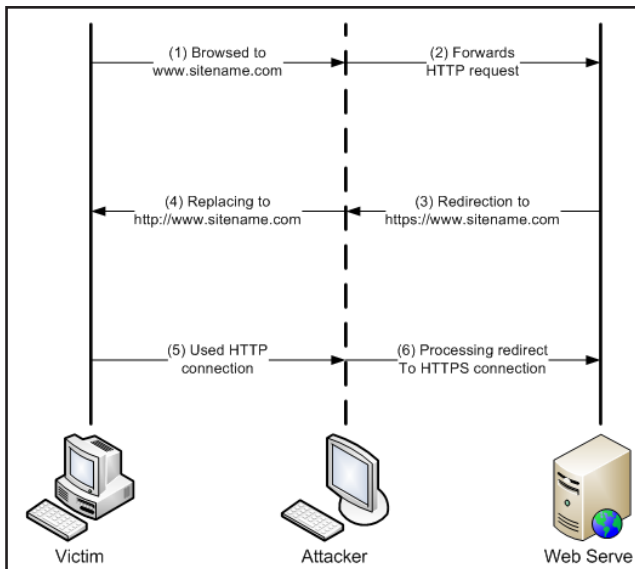 (1) Browsed to
www.sitename.com
(2) Forwards
HTTP request
(4) Replacing to
http://www.sitename.com
(3) Redirection to
https://www.sitename.com
(5) Used HTTP
connection
(6) Processing redirect
To HTTPS connection
Victim
Attacker
Web Serve